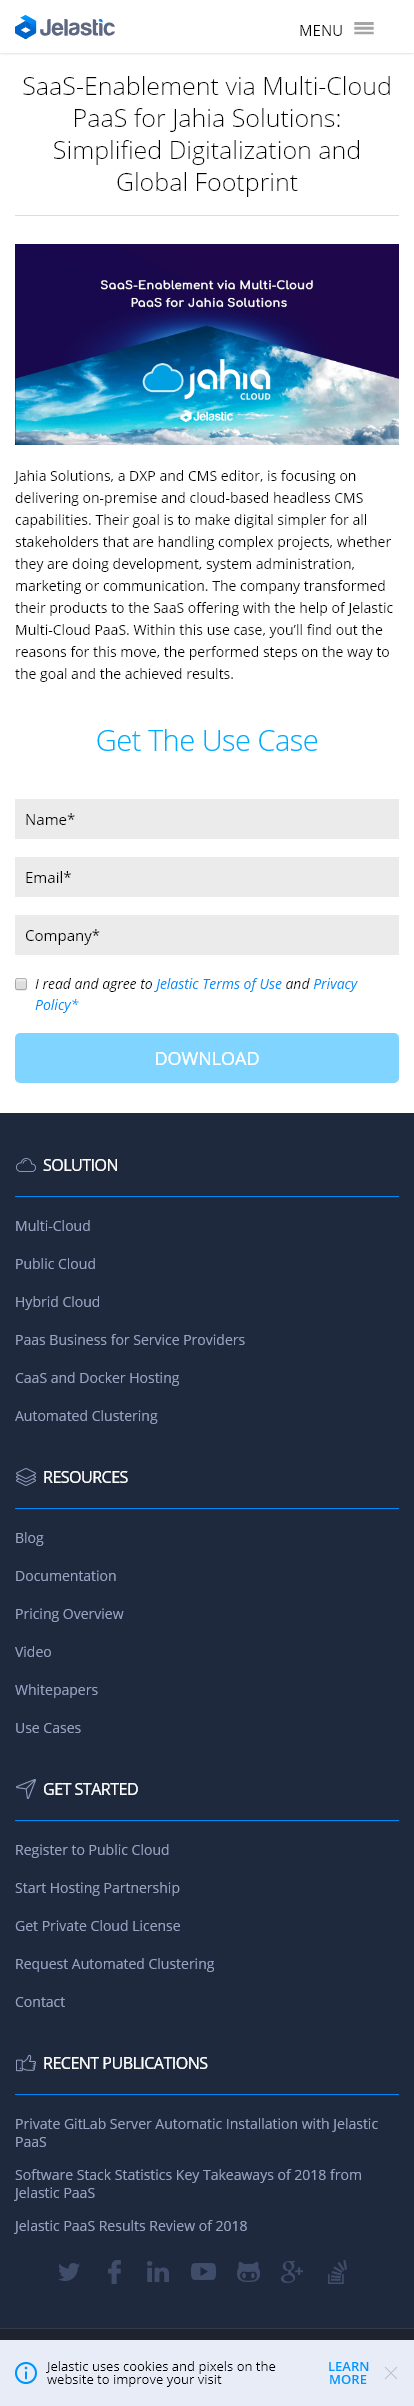 Jelastic
MENU
SaaS-Enablement via Multi-Cloud
PaaS for Jahia Solutions:
Simplified Digitalization and
Global Footprint
SaaS-Enablement via Multi-Cloud
PaaS for Jahia Solutions
jahia
CLOUD
Jelastic
Jahia Solutions, a DXP and CMS editor, is focusing on
delivering on-premise and cloud-based headless CMS
capabilities. Their goal is to make digital simpler for all
stakeholders that are handling complex projects, whether
they are doing development, system administration,
marketing or communication. The company transformed
their products to the SaaS offering with the help of Jelastic
Multi-Cloud PaaS. Within this use case, you'll find out the
reasons for this move, the performed steps on the way to
the goal and the achieved results.
Get The Use Case
Name*
Email*
Company*
I read and agree to Jelastic Terms of Use and Privacy
Policy*
DOWNLOAD
SOLUTION
Multi-Cloud
Public Cloud
Hybrid Cloud
Paas Business for Service Providers
CaaS and Docker Hosting
Automated Clustering
RESOURCES
Blog
Documentation
Pricing Overview
Video
Whitepapers
Use Cases
GET STARTED
Register to Public Cloud
Start Hosting Partnership
Get Private Cloud License
Request Automated Clustering
Contact
RECENT PUBLICATIONS
Private GitLab Server Automatic Installation with Jelastic
PaaS
Software Stack Statistics Key Takeaways of 2018 from
Jelastic PaaS
Jelastic PaaS Results Review of 2018
Jelastic uses cookies and pixels on the
website to improve your visit
LEARN
MORE